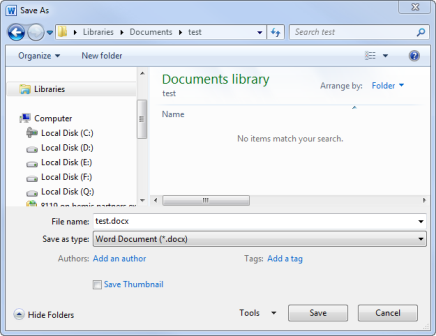 Save As
Libraries Documents test
Search test
Organize New folder
Libraries
Computer
Local Disk (C:)
Local Disk (D:)
Local Disk (E:)
Local Disk (F:)
Local Disk (Q:)
Documents library
test
Arrange by: Folder
Name
No items match your search.
File name: test.docx
Save as type: Word Document (*.docx)
Authors: Add an author
Tags: Add a tag
Save Thumbnail
Hide Folders
Tools
Save
Cancel